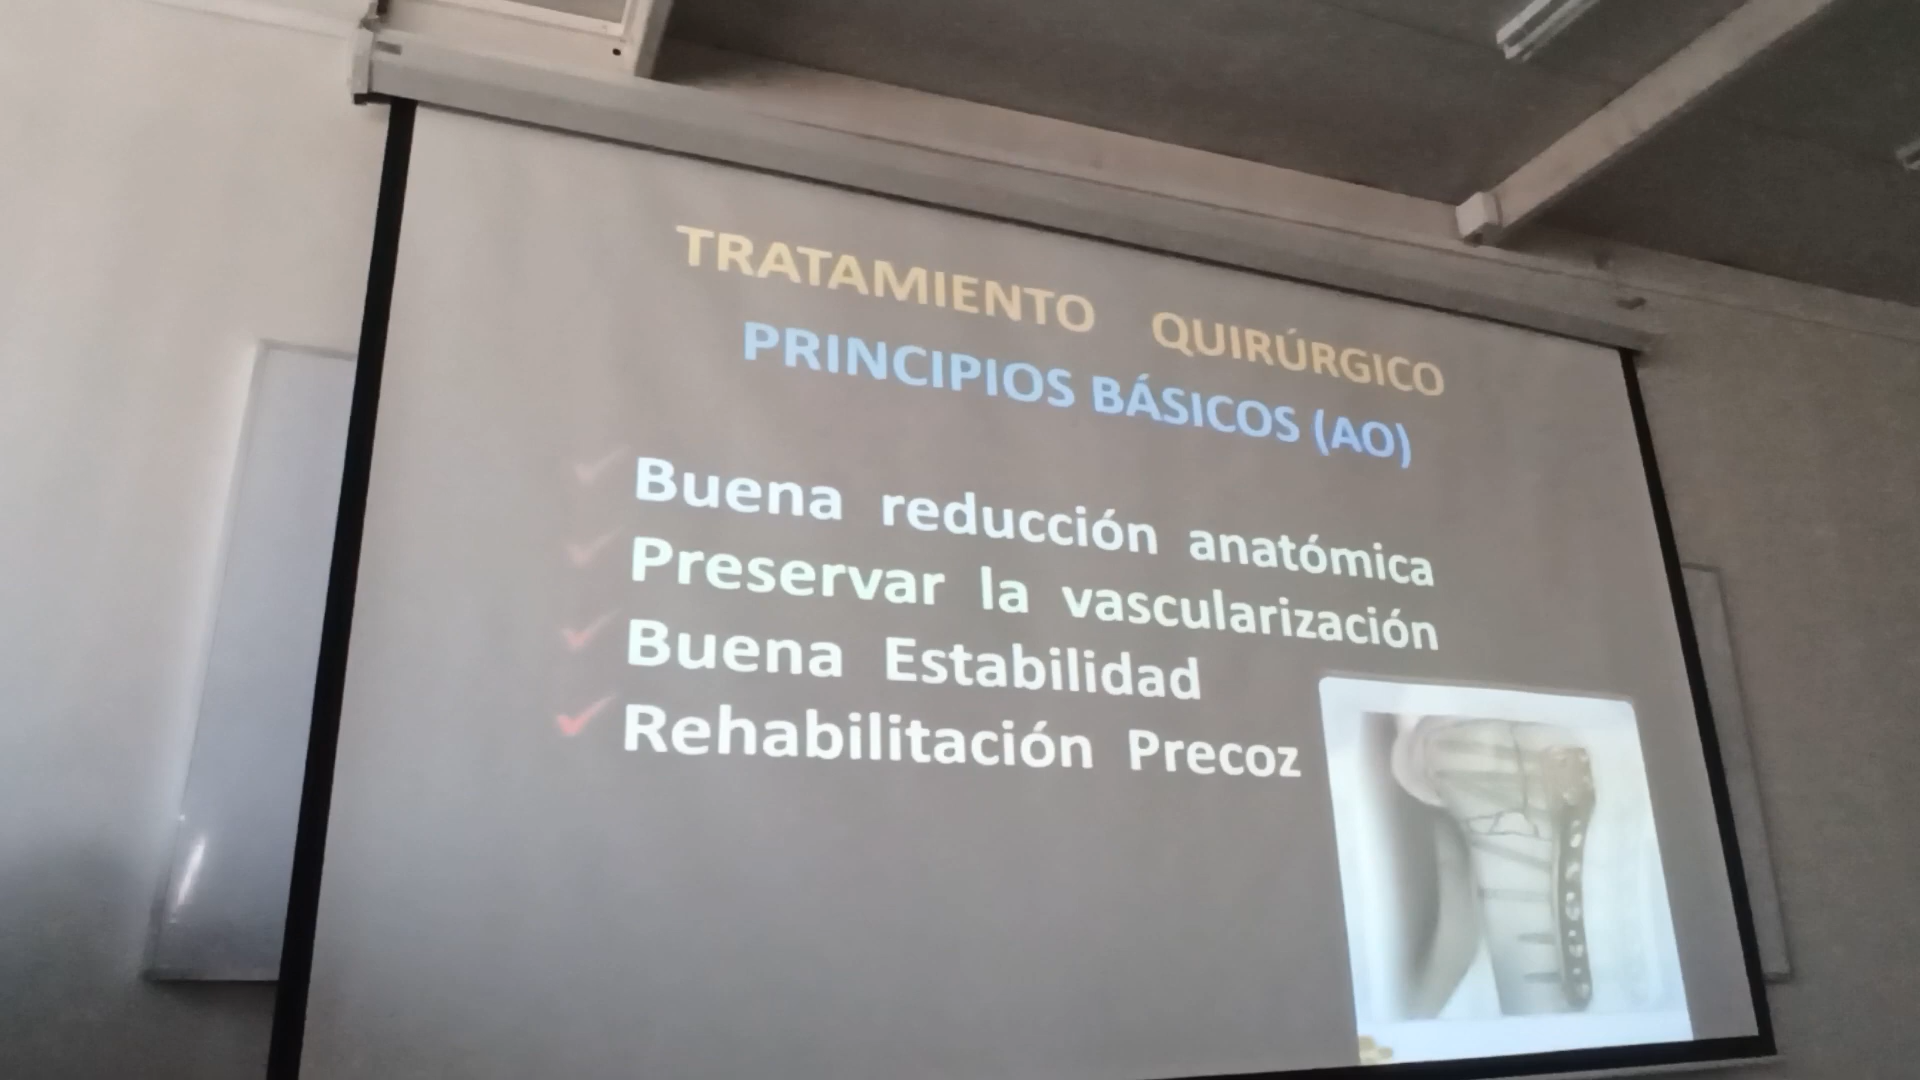 TRATAMIENTO QUIRÚRGICO
PRINCIPIOS BÁSICOS (AO)
Buena reducción anatómica
Preservar la vascularización
Buena Estabilidad
Rehabilitación Precoz